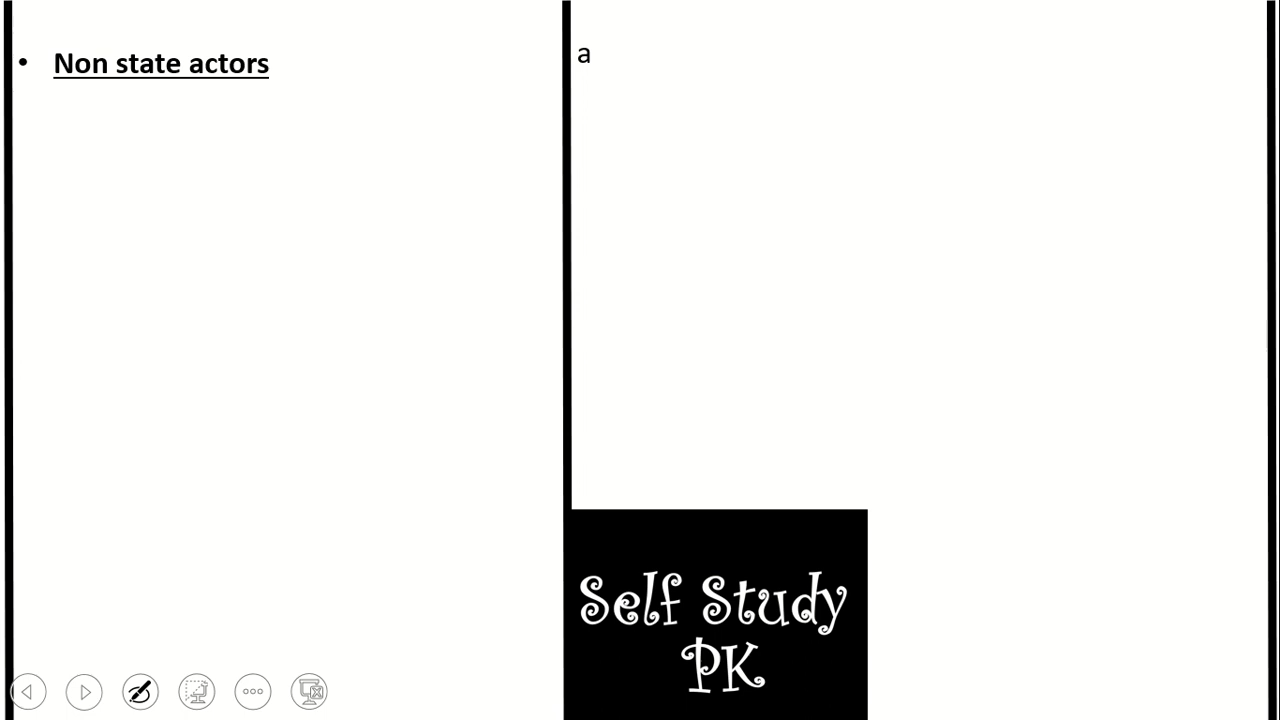 • Non state actors
a
Self Study
PK